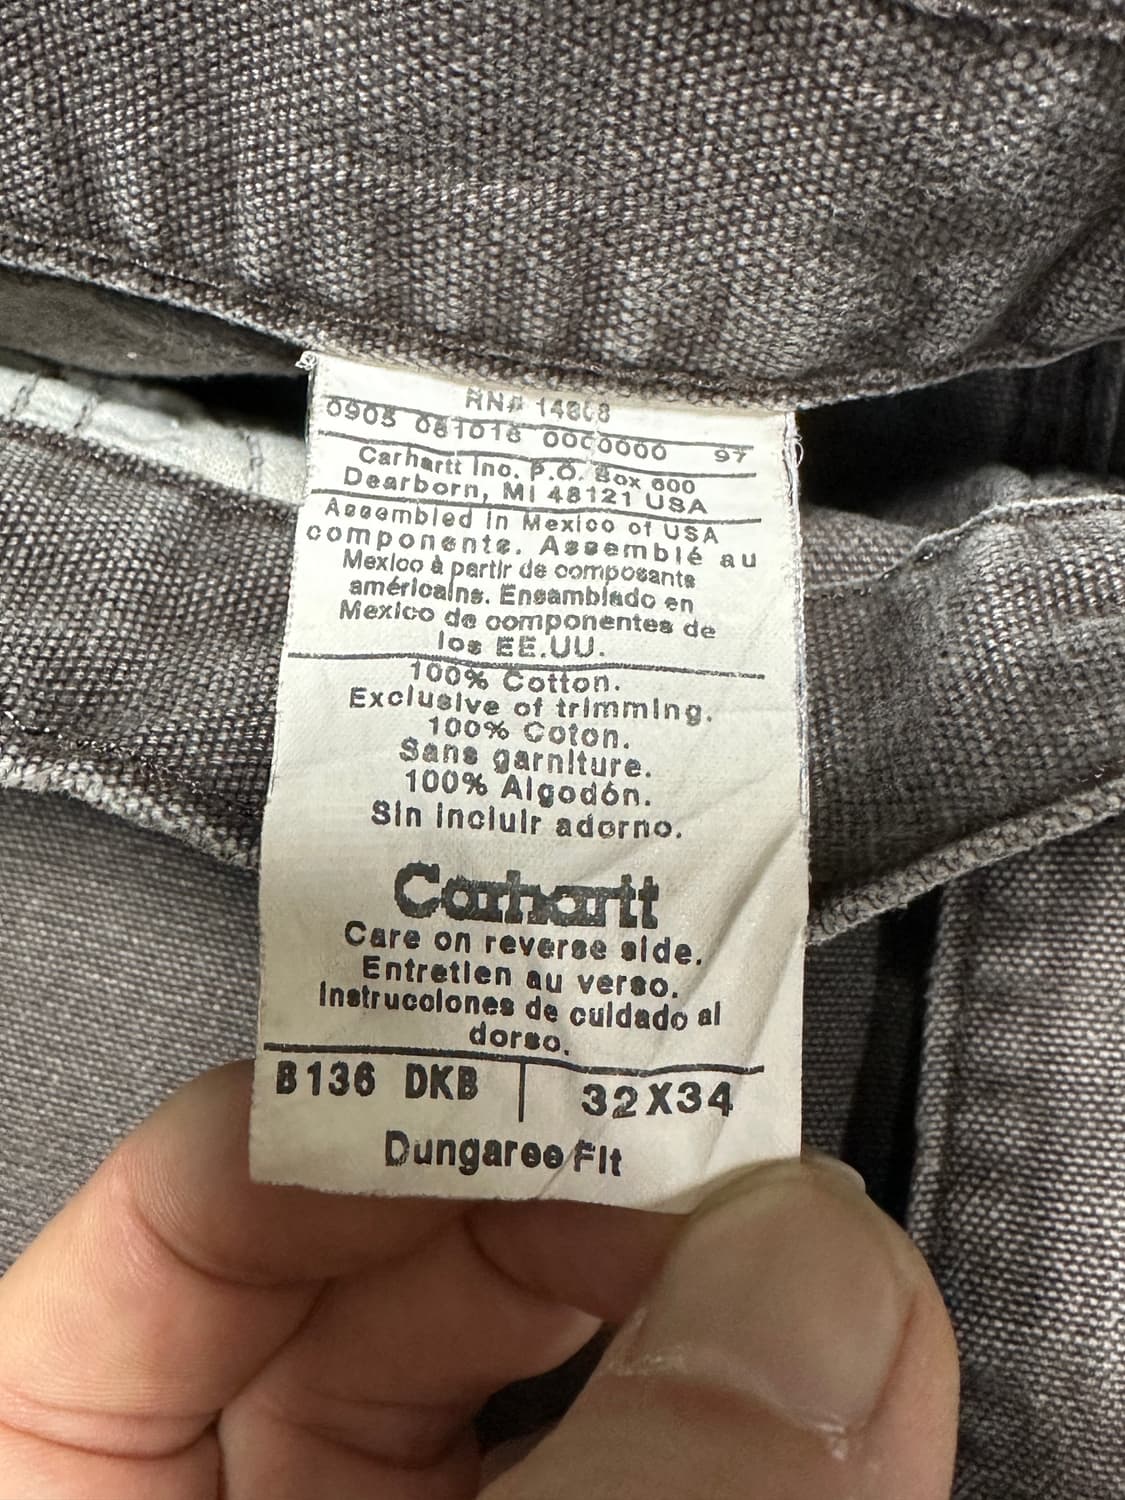 RN# 14808
0905 081016 0000000 97
Carhartt Inc. P.O. Box 600
Dearborn, MI 48121 USA
Assembled in Mexico of USA
components. Assemblé au
Mexico à partir de composants
américains. Ensamblado en
Mexico de componentes de
los EE.UU.
100% Cotton.
Exclusive of trimming.
100% Coton.
Sans garniture.
100% Algodón.
Sin incluir adorno.
Carhartt
Care on reverse side.
Entretien au verso.
Instrucciones de cuidado al
dorso.
B136 DKB 32X34
Dungaree Fit